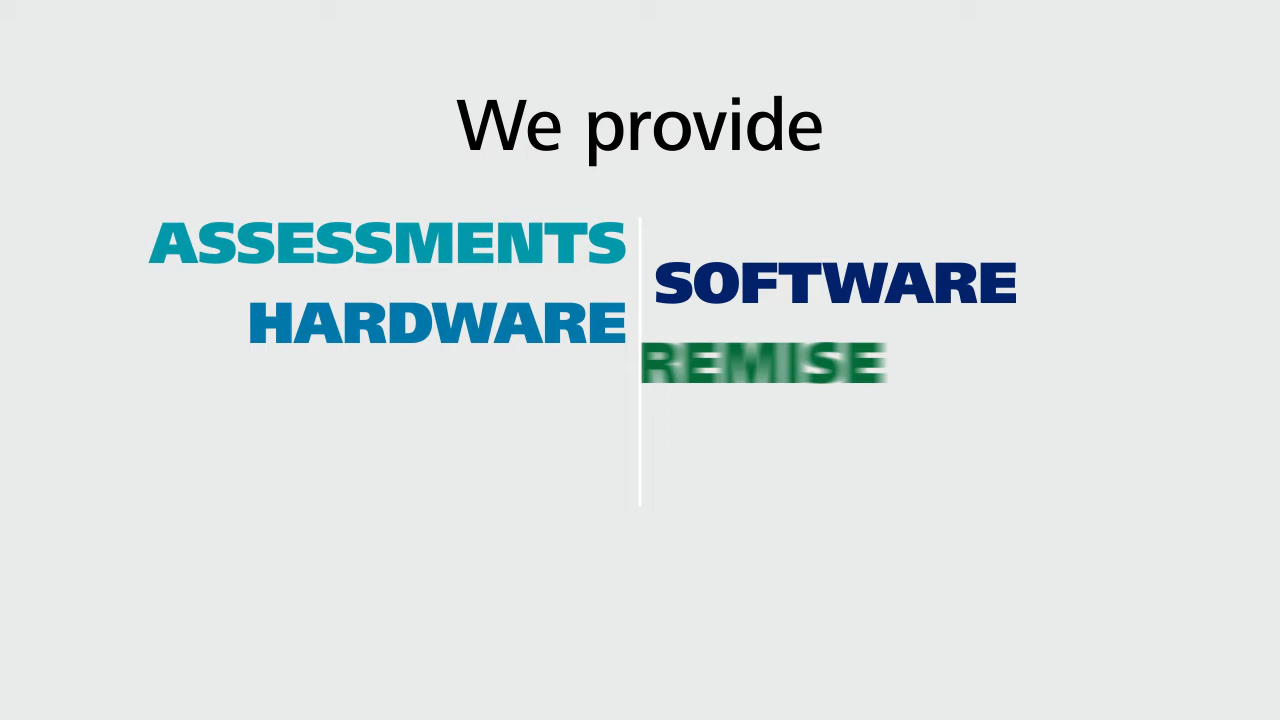 We provide
ASSESSMENTS
SOFTWARE
HARDWARE
REMISE